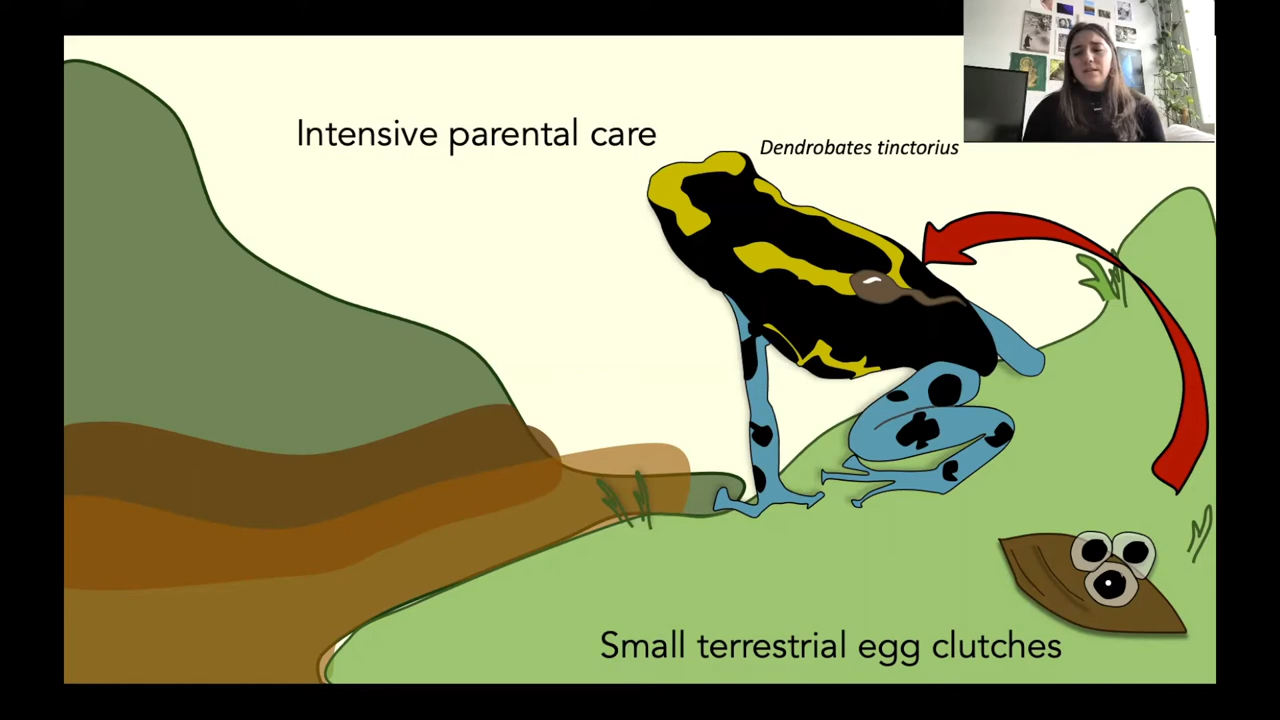 Intensive parental care
Dendrobates tinctorius
Small terrestrial egg clutches